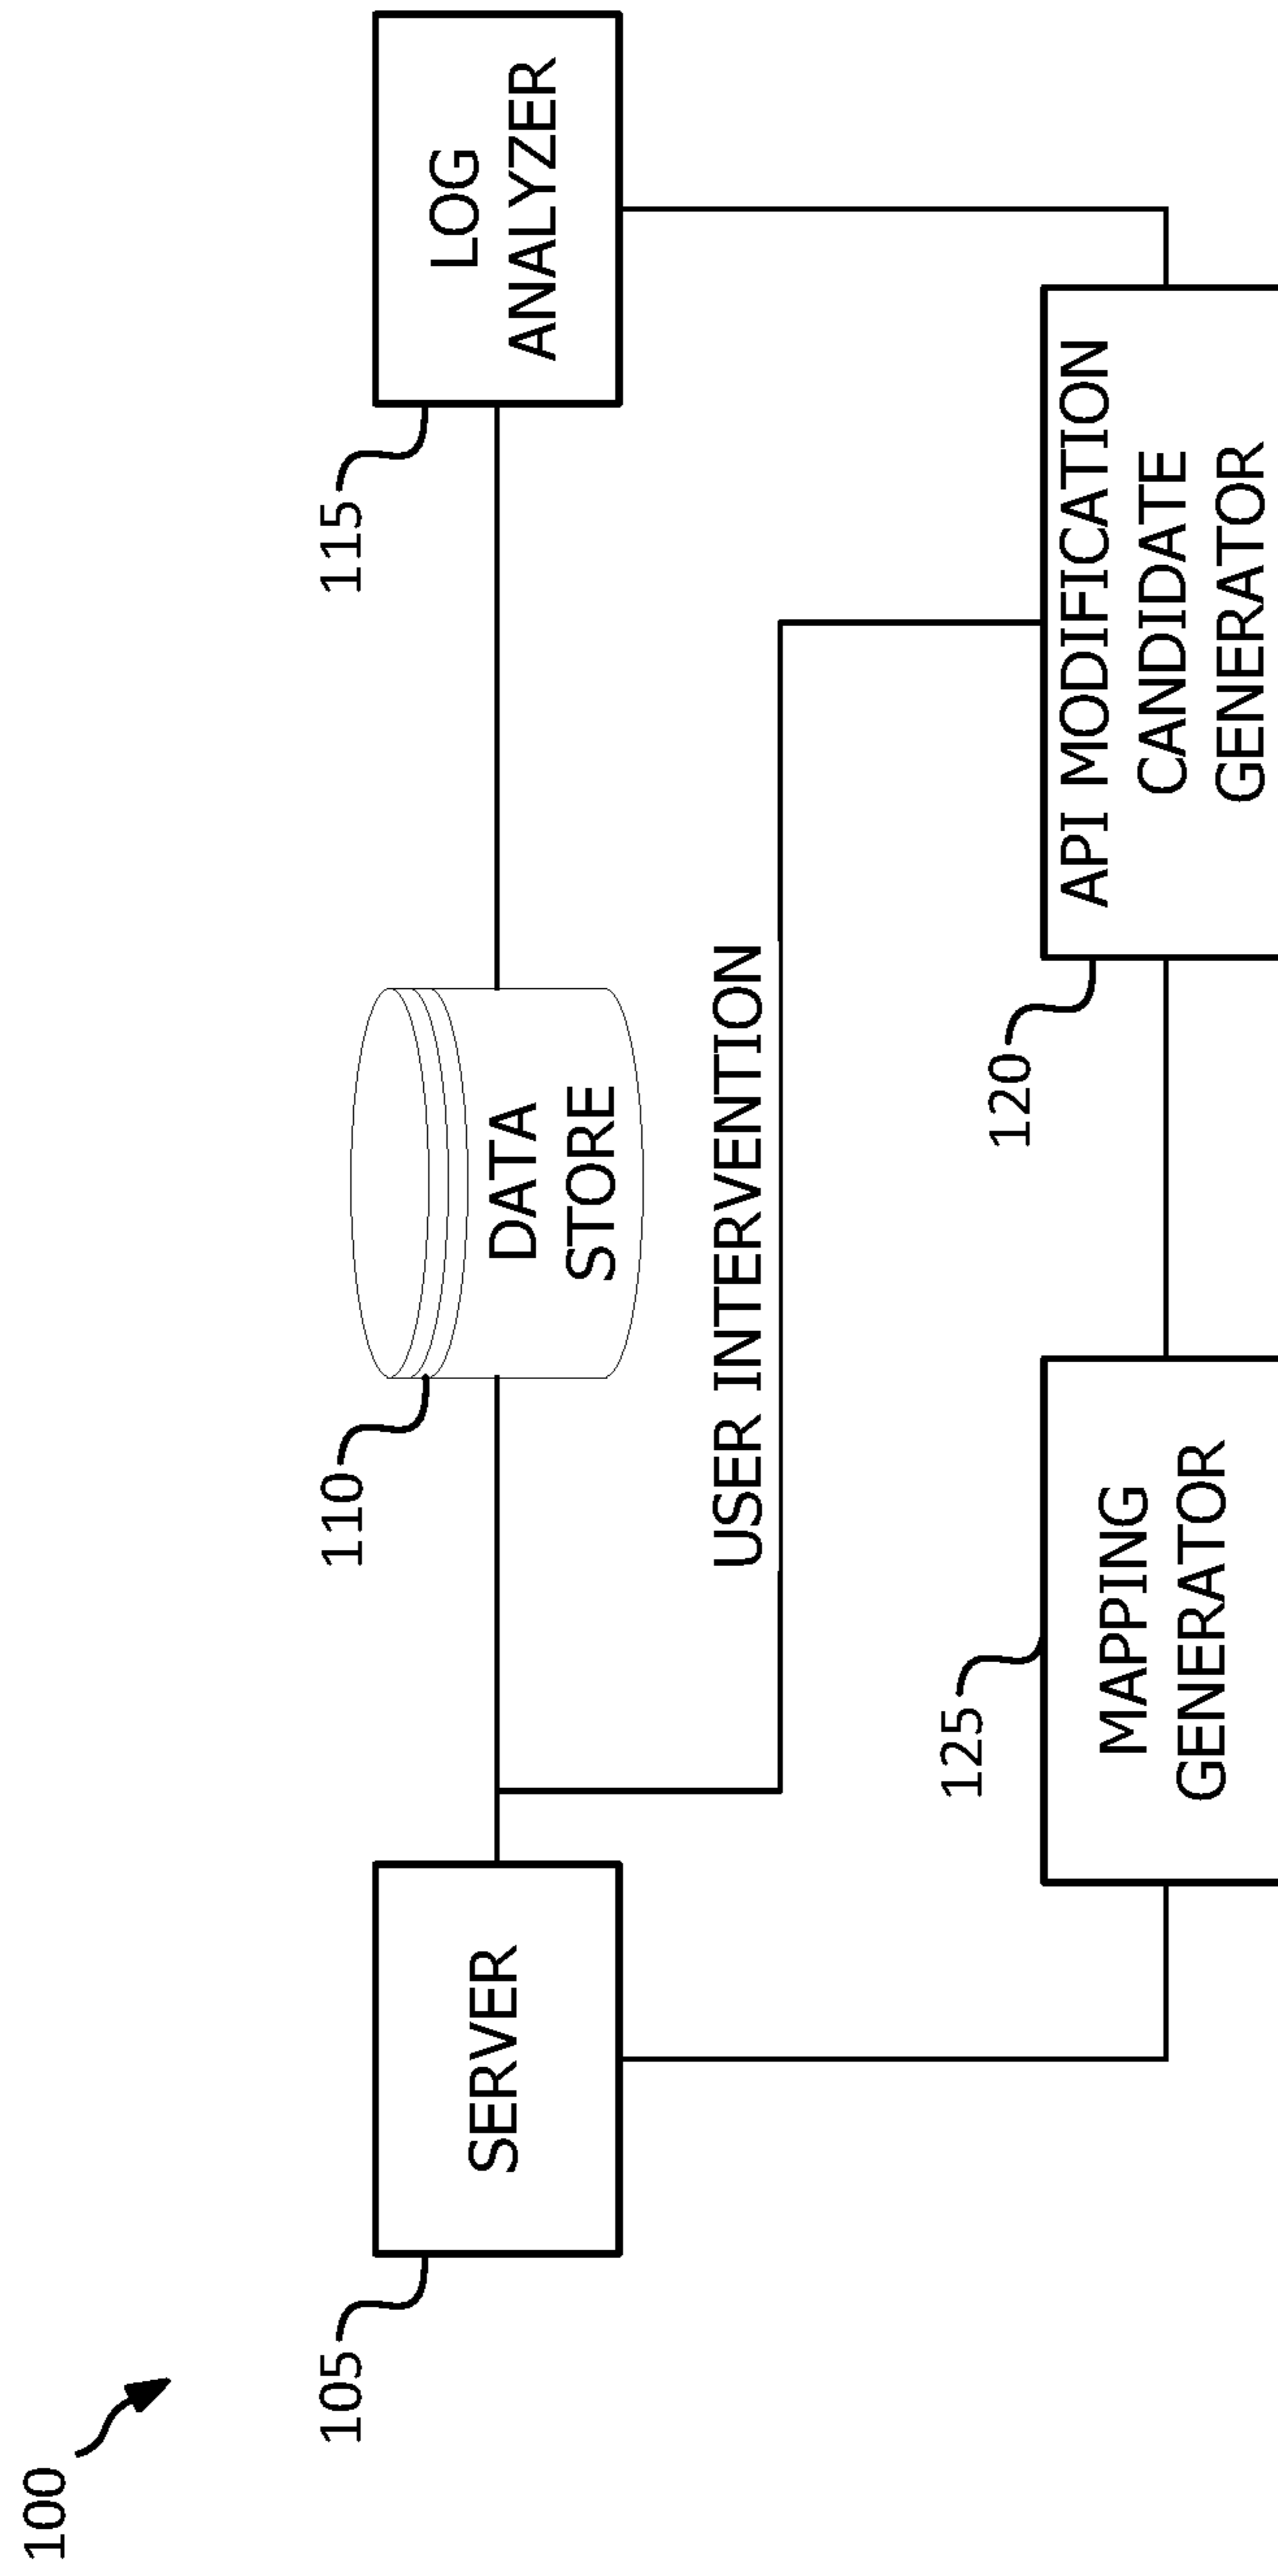 100
105
SERVER
110
DATA
STORE
115
LOG
ANALYZER
USER INTERVENTION
125
MAPPING
GENERATOR
120
API MODIFICATION
CANDIDATE
GENERATOR